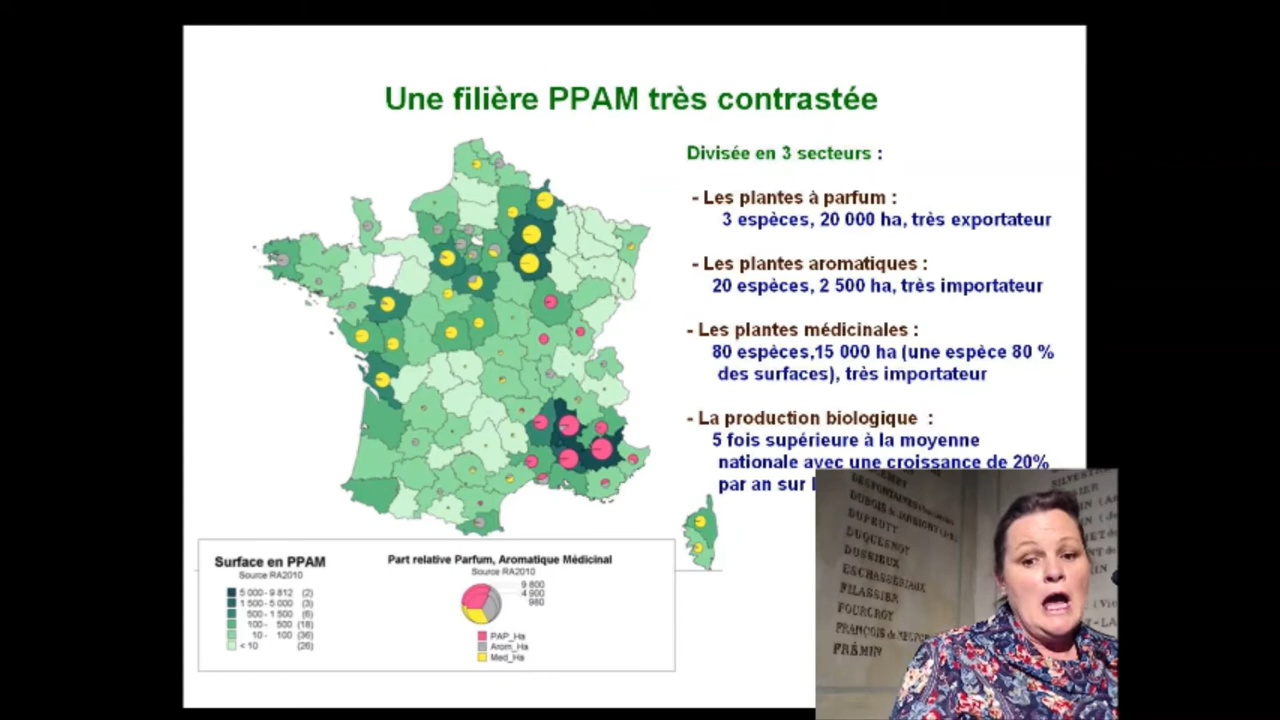 Une filière PPAM très contrastée
Divisée en 3 secteurs :
- Les plantes à parfum :
3 espèces, 20 000 ha, très exportateur
- Les plantes aromatiques :
20 espèces, 2 500 ha, très importateur
- Les plantes médicinales :
80 espèces,15 000 ha (une espèce 80 %
des surfaces), très importateur
- La production biologique :
5 fois supérieure à la moyenne
nationale avec une croissance de 20%
par an sur
Surface en PPAM
Source RA2010
5 000 - 9 812 (2)
1 500 - 5 000 (3)
500 - 1 500 (6)
100 - 500 (18)
10 - 100 (36)
< 10 (26)
Part relative Parfum, Aromatique Médicinal
Source RA2010
9 800
4 900
980
PAP_Ha
Arom_Ha
Med_Ha
DUPEUTY
DUQUESNOY
DUSSIEUX
ESCHASSÉRIAUX
FILASSIER
FOURCROY
FRANÇOIS de
FRÉMIN